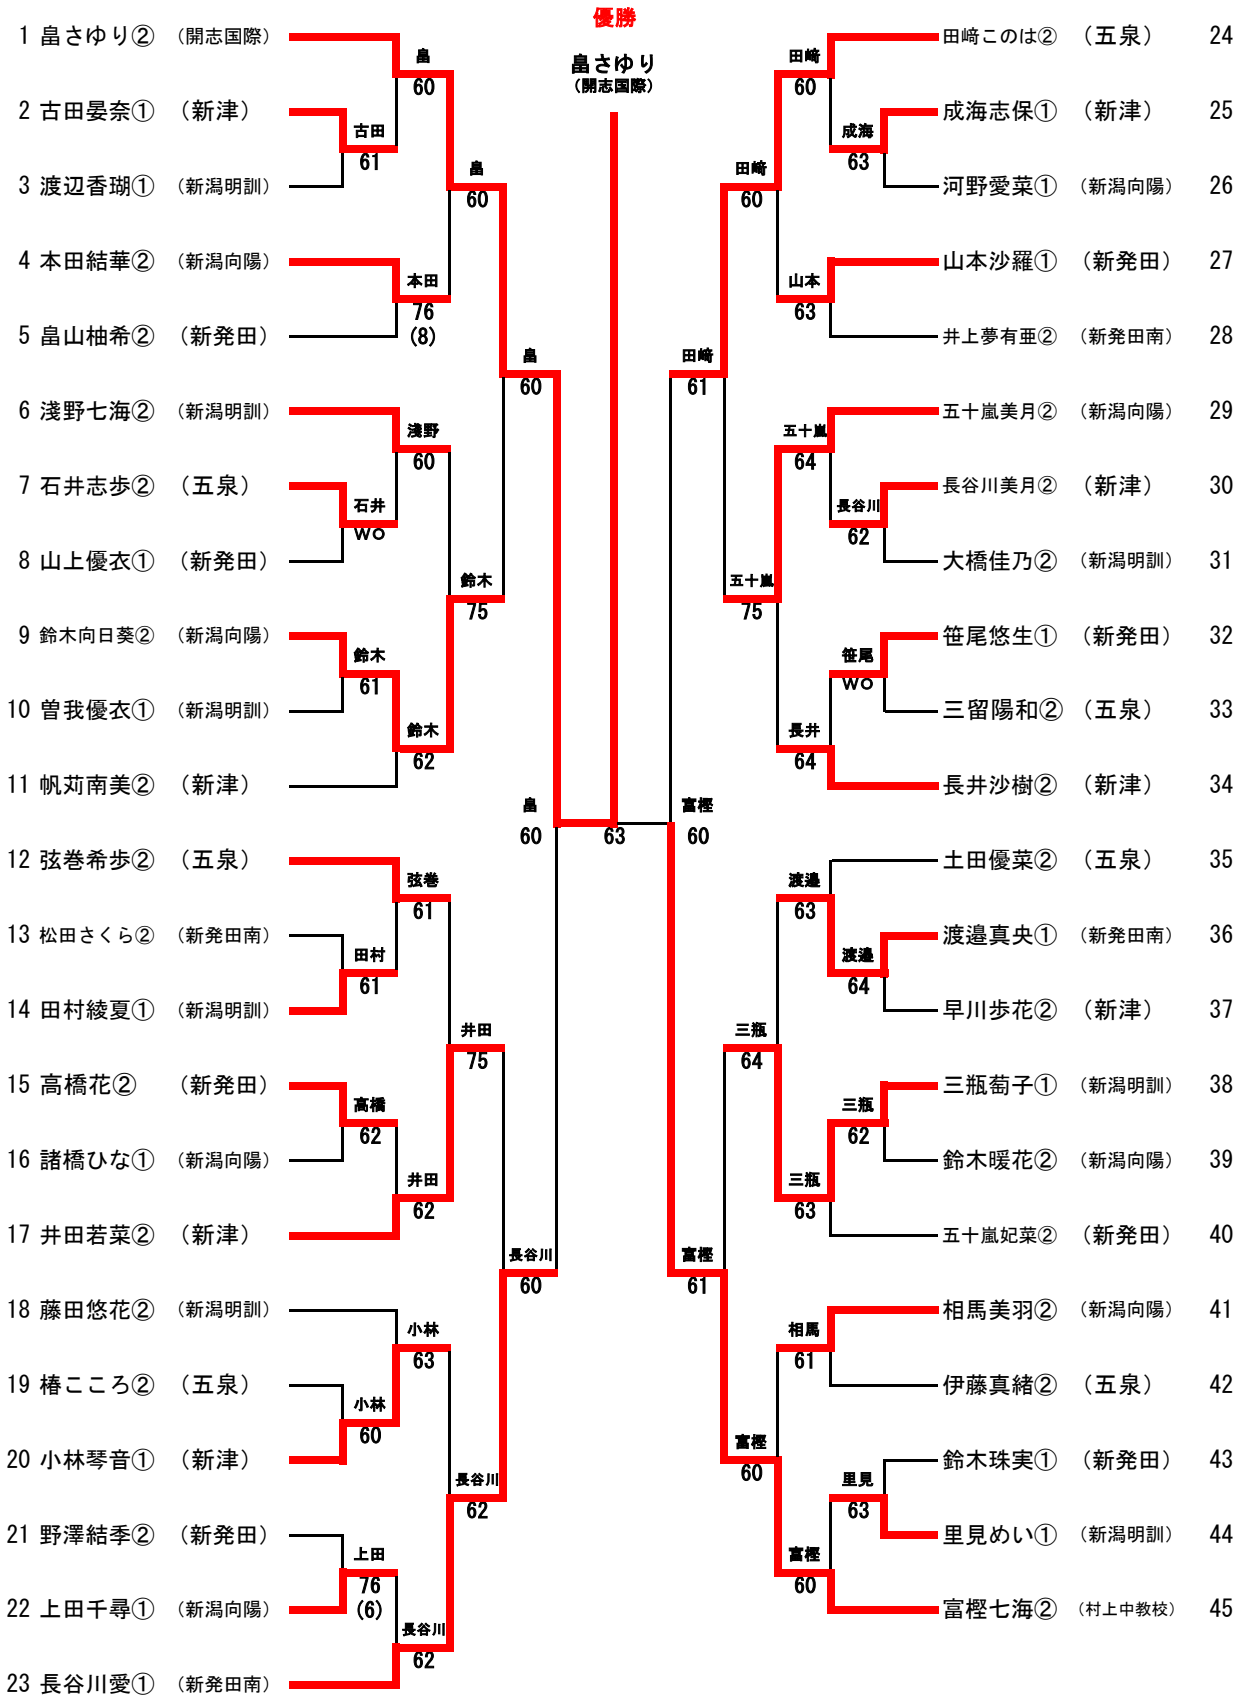 優勝
畠さゆり
（開志国際）
1 畠さゆり② （開志国際）
2 古田晏奈① （新津）
3 渡辺香瑚① （新潟明訓）
4 本田結華② （新潟向陽）
5 畠山柚希② （新発田）
6 淺野七海② （新潟明訓）
7 石井志歩② （五泉）
8 山上優衣① （新発田）
9 鈴木向日葵② （新潟向陽）
10 曽我優衣① （新潟明訓）
11 帆苅南美② （新津）
12 弦巻希歩② （五泉）
13 松田さくら② （新発田南）
14 田村綾夏① （新潟明訓）
15 高橋花② （新発田）
16 諸橋ひな① （新潟向陽）
17 井田若菜② （新津）
18 藤田悠花② （新潟明訓）
19 椿こころ② （五泉）
20 小林琴音① （新津）
21 野澤結季② （新発田）
22 上田千尋① （新潟向陽）
23 長谷川愛① （新発田南）
古田
61
石井
WO
鈴木
61
田村
61
高橋
62
小林
60
上田
76
(6)
畠
60
本田
76
(8)
淺野
60
鈴木
62
弦巻
61
井田
62
小林
63
長谷川
62
畠
60
鈴木
75
井田
75
長谷川
62
畠
60
長谷川
60
畠
60
63
富樫
60
田﨑
61
富樫
61
田﨑
60
五十嵐
75
三瓶
64
富樫
60
田﨑
60
山本
63
五十嵐
64
長井
64
渡邉
63
三瓶
63
相馬
61
富樫
60
成海
63
長谷川
62
笹尾
WO
渡邉
64
三瓶
62
里見
63
田﨑このは② （五泉） 24
成海志保① （新津） 25
河野愛菜① （新潟向陽） 26
山本沙羅① （新発田） 27
井上夢有亜② （新発田南） 28
五十嵐美月② （新潟向陽） 29
長谷川美月② （新津） 30
大橋佳乃② （新潟明訓） 31
笹尾悠生① （新発田） 32
三留陽和② （五泉） 33
長井沙樹② （新津） 34
土田優菜② （五泉） 35
渡邉真央① （新発田南） 36
早川歩花② （新津） 37
三瓶萄子① （新潟明訓） 38
鈴木暖花② （新潟向陽） 39
五十嵐妃菜② （新発田） 40
相馬美羽② （新潟向陽） 41
伊藤真緒② （五泉） 42
鈴木珠実① （新発田） 43
里見めい① （新潟明訓） 44
富樫七海② （村上中教校） 45